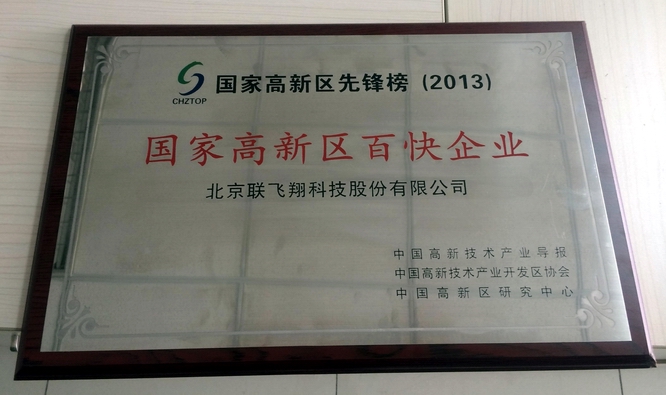 国家高新区先锋榜(2013)
CHZTOP
国家高新区百快企业
北京联飞翔科技股份有限公司
中国高新技术产业导报
中国高新技术产业开发区协会
中国高新区研究中心